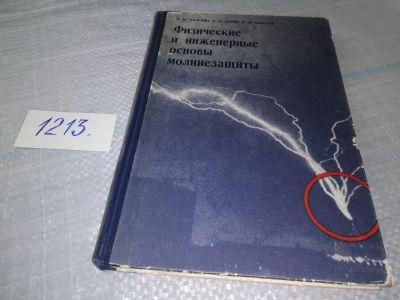 Физические
и инженерные
основы
молниезащиты
1213.